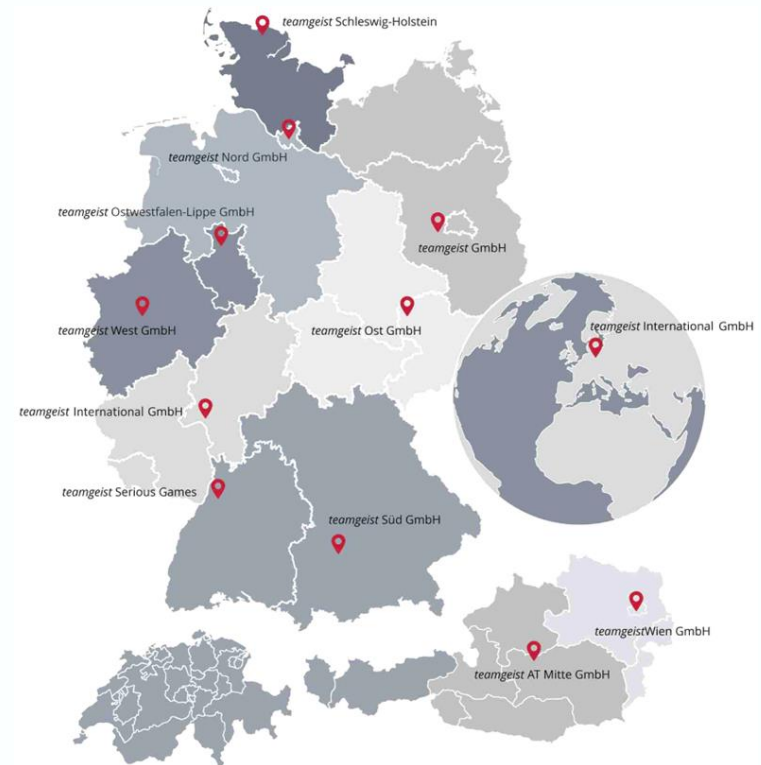 teamgeist Schleswig-Holstein
teamgeist Nord GmbH
teamgeist Ostwestfalen-Lippe GmbH
teamgeist GmbH
teamgeist West GmbH
teamgeist Ost GmbH
teamgeist International GmbH
teamgeist International GmbH
teamgeist Serious Games
teamgeist Süd GmbH
teamgeistWien GmbH
teamgeist AT Mitte GmbH